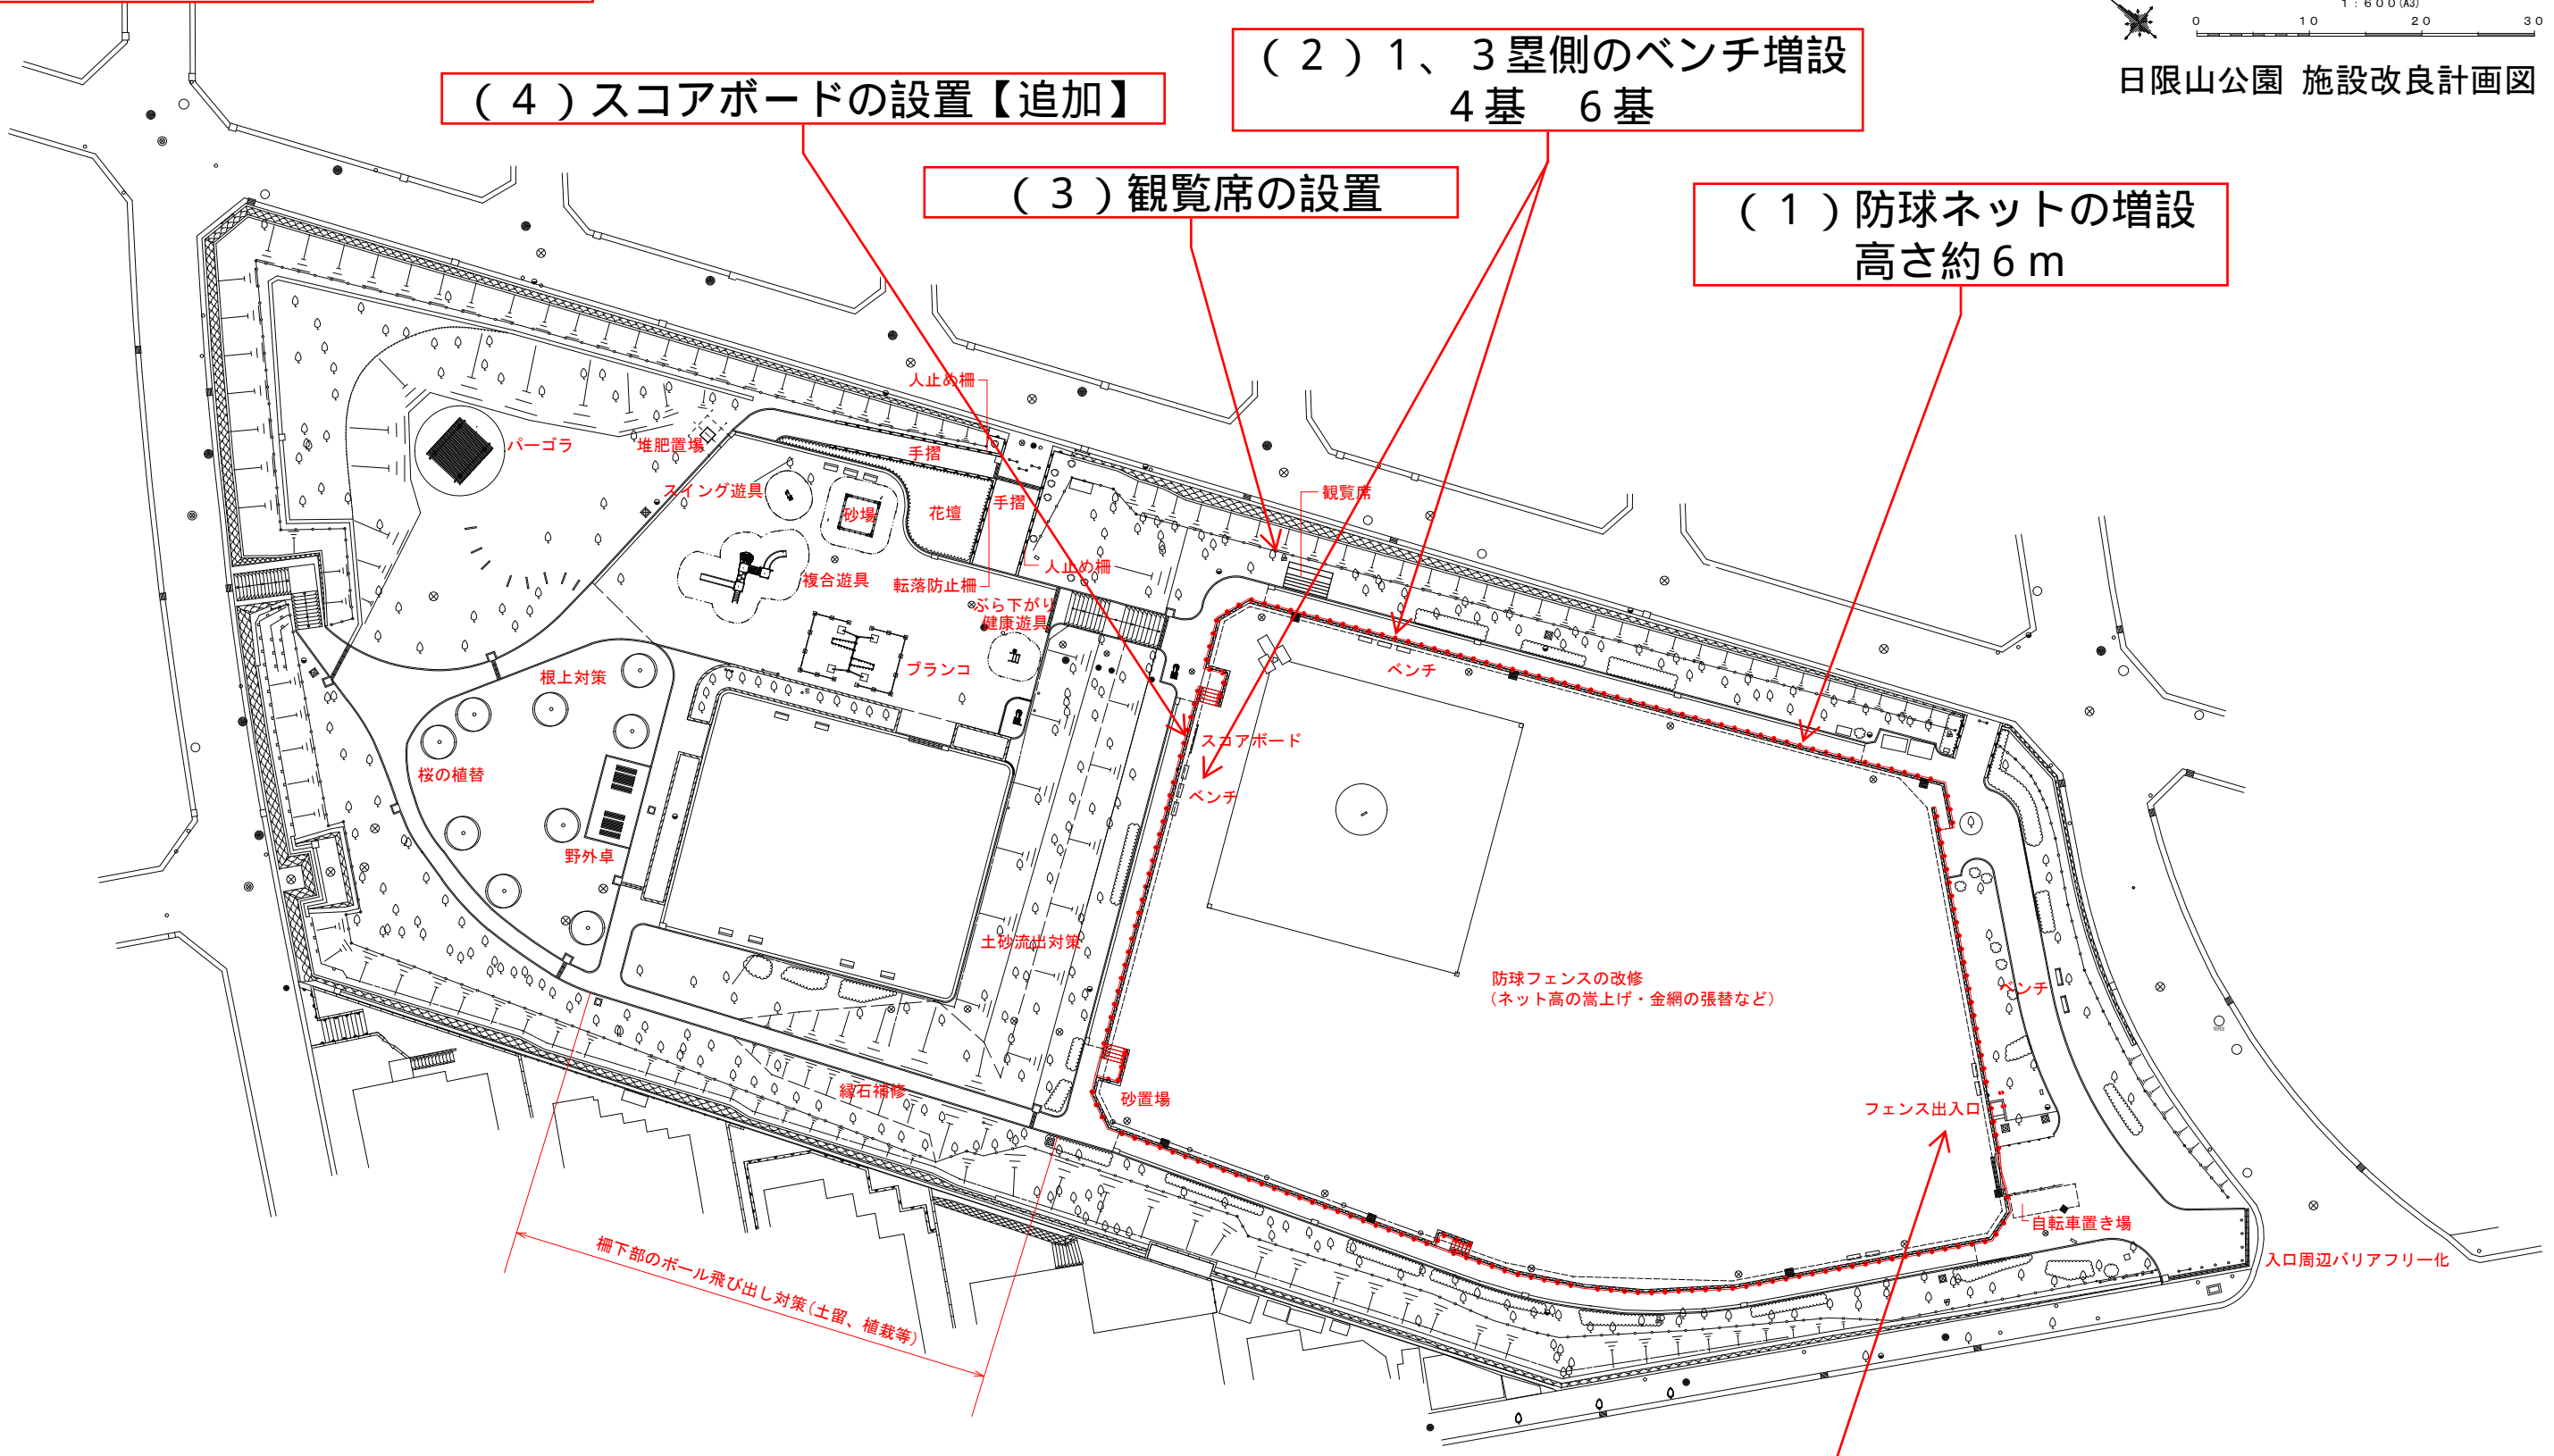 1：600(A3)
0 10 20 30
日限山公園 施設改良計画図
（２）１、３塁側のベンチ増設
４基　６基
（４）スコアボードの設置【追加】
（３）観覧席の設置
（１）防球ネットの増設
高さ約６ｍ
人止め柵
パーゴラ
堆肥置場
手摺
スイング遊具
砂場
花壇
手摺
観覧席
複合遊具
転落防止柵
人止め柵
ぶら下がり
健康遊具
ブランコ
根上対策
ベンチ
スコアボード
桜の植替
ベンチ
野外卓
土砂流出対策
防球フェンスの改修
（ネット高の嵩上げ・金網の張替など）
ベンチ
縁石補修
砂置場
フェンス出入口
自転車置き場
入口周辺バリアフリー化
柵下部のボール飛び出し対策(土留、植栽等)